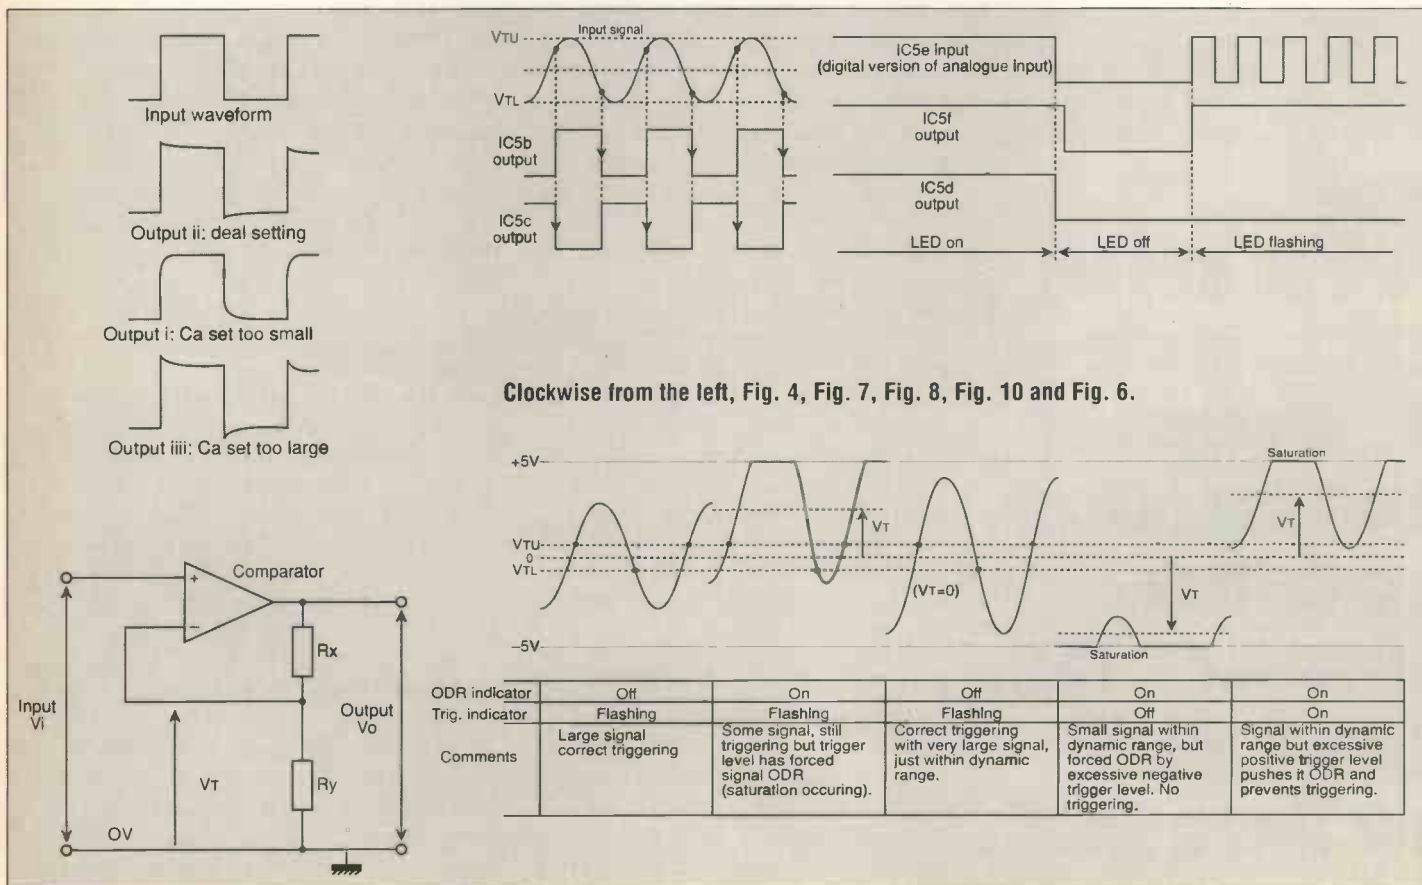 Input waveform
Output ii: deal setting
Output i: Ca set too small
Output iiii: Ca set too large
VTU
Input signal
VTL
IC5b
output
IC5c
output
IC5e input
(digital version of analogue input)
IC5f
output
IC5d
output
LED on
LED off
LED flashing
Clockwise from the left, Fig. 4, Fig. 7, Fig. 8, Fig. 10 and Fig. 6.
+5V
VTU
0
VTL
–5V
VT
(VT=0)
VT
Saturation
Saturation
VT
ODR indicator Off On Off On On
Trig. indicator Flashing Flashing Flashing Off On
Comments
Large signal
correct triggering
Some signal, still
triggering but trigger
level has forced
signal ODR
(saturation occuring).
Correct triggering
with very large signal,
just within dynamic
range.
Small signal within
dynamic range, but
forced ODR by
excessive negative
trigger level. No
triggering.
Signal within dynamic
range but excessive
positive trigger level
pushes it ODR and
prevents triggering.
Comparator
+
–
Rx
Input
Vi
Output
Vo
VT
Ry
OV